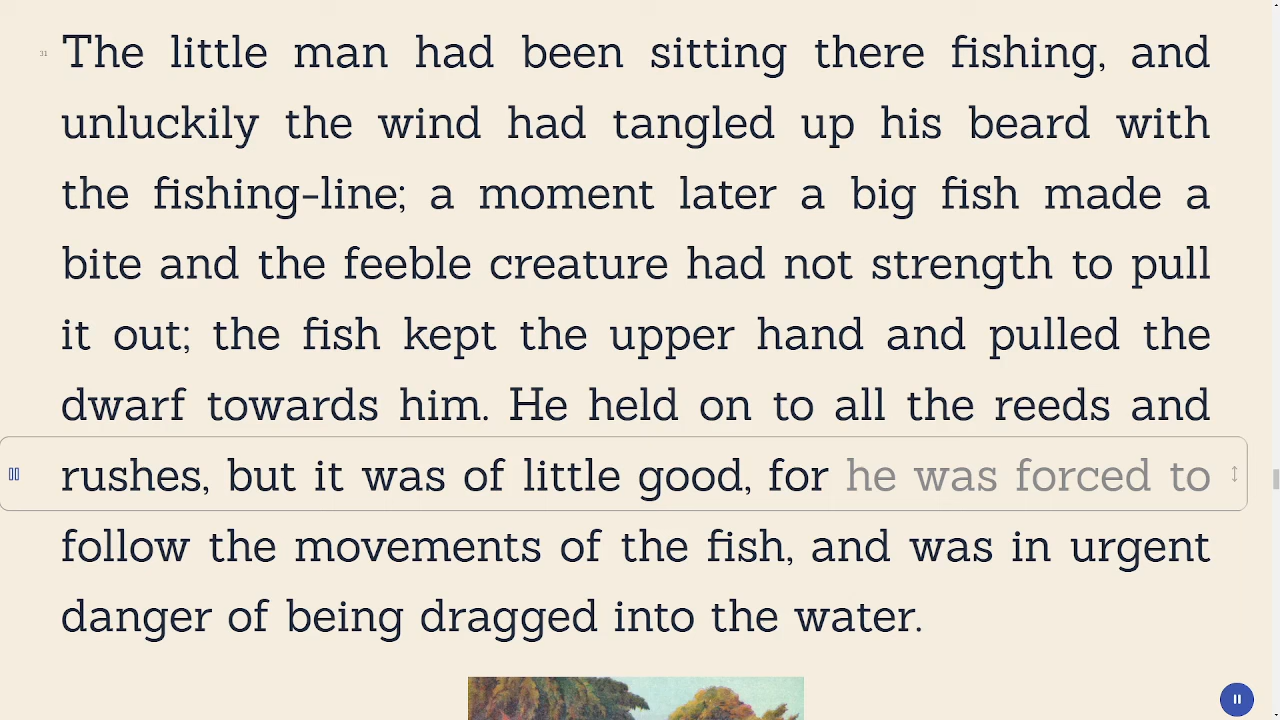 31
The little man had been sitting there fishing, and
unluckily the wind had tangled up his beard with
the fishing-line; a moment later a big fish made a
bite and the feeble creature had not strength to pull
it out; the fish kept the upper hand and pulled the
dwarf towards him. He held on to all the reeds and
rushes, but it was of little good, for he was forced to
follow the movements of the fish, and was in urgent
danger of being dragged into the water.